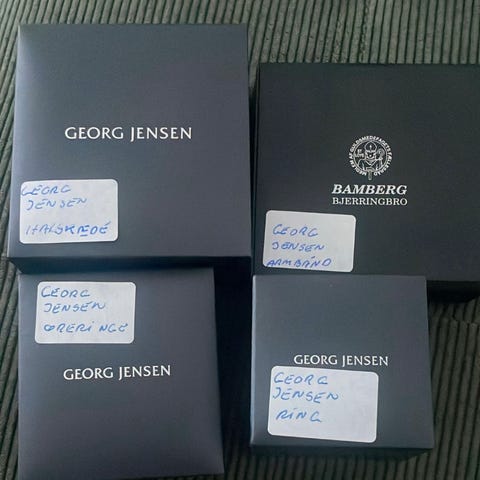 GEORG JENSEN
GEORG
JENSEN
HALSKÆDE
BAMBERG
BJERRINGBRO
GEORG
JENSEN
ARMBÅND
GEORG
JENSEN
ØRERINGE
GEORG JENSEN
GEORG JENSEN
GEORG
JENSEN
RING